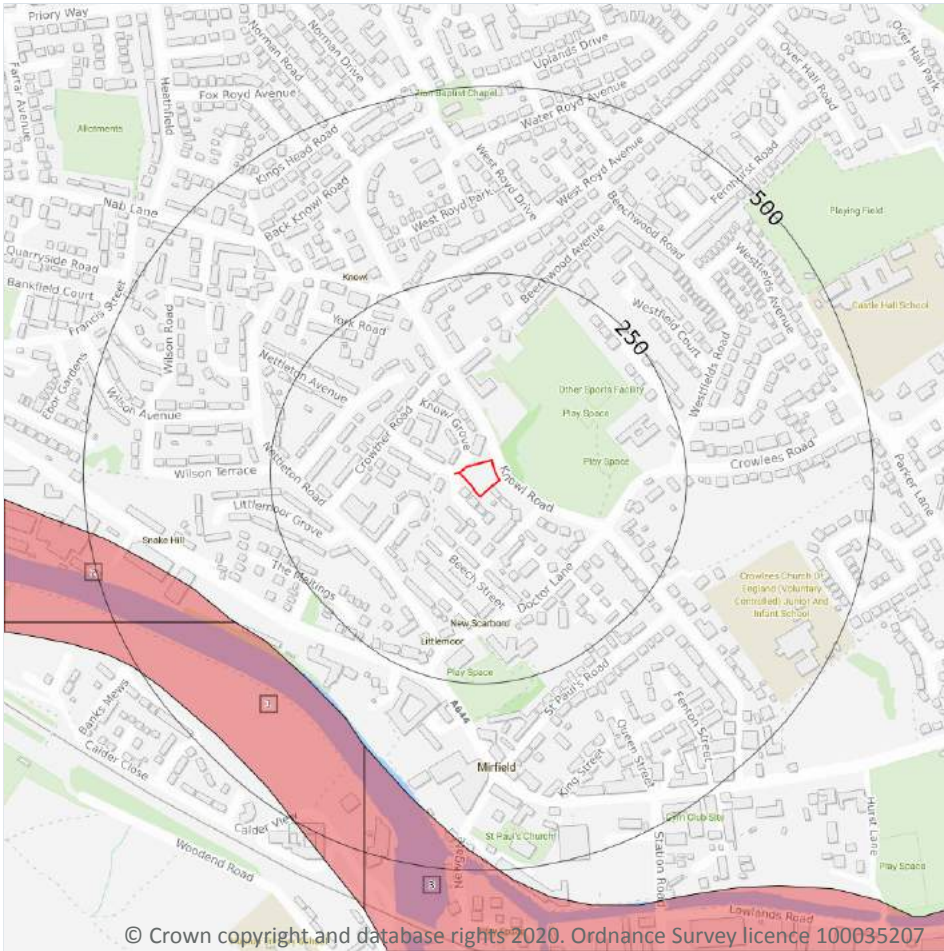 Priory Way
Norman Road
Norman Drive
Uplands Drive
Over Hall Road
Over Hall Park
Farrar Avenue
Heathfield
Fox Royd Avenue
Water Royd Avenue
Allotments
Kings Head Road
West Royd Drive
West Royd Avenue
Fernhurst Road
Nab Lane
Back Knowl Road
West Royd Park
Beechwood Road
500
Playing Field
Quarryside Road
Bankfield Court
Knowl
Beechwood Avenue
Westfields Avenue
Francis Street
York Road
Westfield Court
Castle Hall School
Wilson Road
250
Nettleton Avenue
Ebor Gardens
Other Sports Facility
Westfields Road
Wilson Avenue
Crowther Road
Knowl Grove
Play Space
Wilson Terrace
Nettleton Road
Knowl Road
Play Space
Crowlees Road
Parker Lane
Littlemoor Grove
Snake Hill
The Maltings
Beech Street
Doctor Lane
Crowlees Church Of
England (Voluntary
Controlled) Junior And
Infant School
New Scarboro
Littlemoor
Play Space
St Paul's Road
Banks Mews
A644
Fenton Street
Calder Close
Queen Street
Mirfield
King Street
Calder View
Gym Club Site
Hurst Lane
St Paul's Church
Station Road
Woodend Road
Newgate
3
Play Space
Lowlands Road
© Crown copyright and database rights 2020. Ordnance Survey licence 100035207